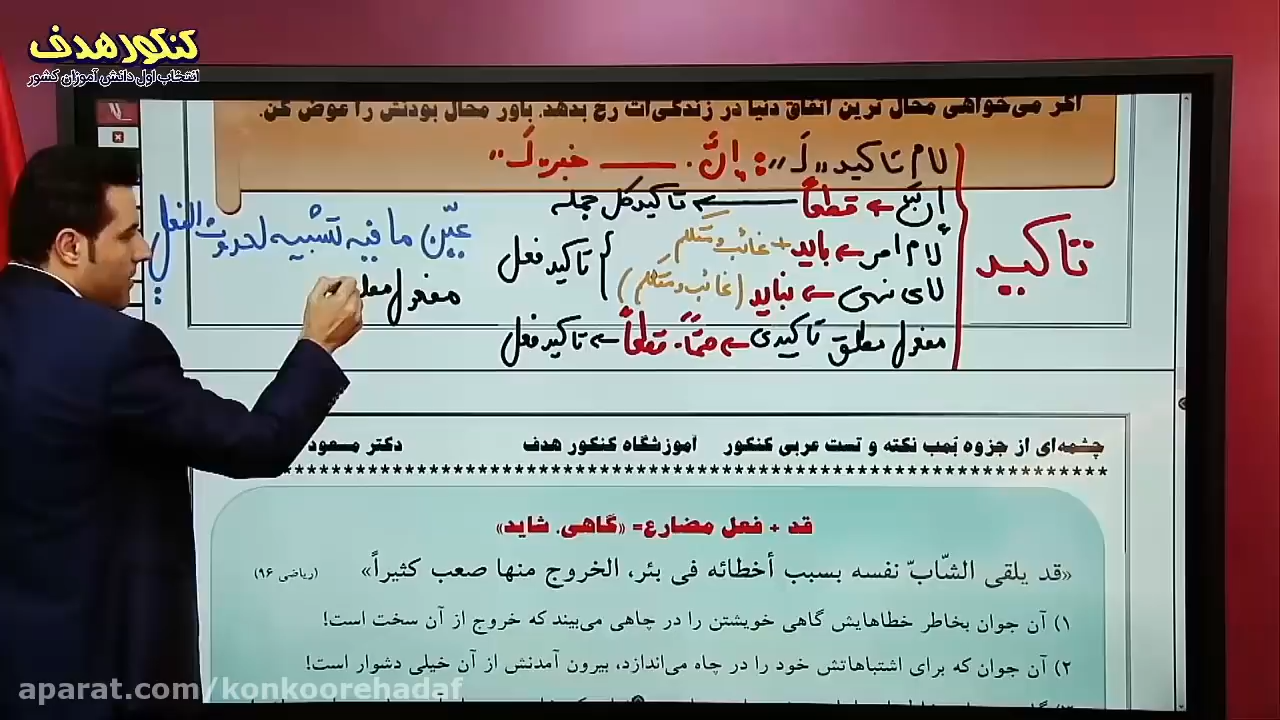 کنکور هدف
انتخاب اول دانش آموزان کشور
اگر می‌خواهی محال ترین اتفاق دنیا در زندگی‌ات رخ بدهد، باور محال بودنش را عوض کن.
لام تاکید «لَـ» : إنَّ ... خبر + لَـ
إنَّ ← قطعاً ← تاکید کل جمله
لام امر ← باید + غائب و متکلم
لای نهی ← نباید (غائب و متکلم)
تاکید فعل
مفعول مطلق تاکیدی ← حتماً، قطعاً ← تاکید فعل
تاکید
عیّن ما فیه تشبیه لحدوث الفعل :
مفعول
چشمه‌ای از جزوه بَمب نکته و تست عربی کنکور آموزشگاه کنکور هدف دکتر مسعود
قد + فعل مضارع= «گاهی، شاید»
«قد یلقی الشّابّ نفسه بسبب أخطائه فی بئر، الخروج منها صعب کثیراً» (ریاضی ۹۶)
۱) آن جوان بخاطر خطاهایش گاهی خویشتن را در چاهی می‌بیند که خروج از آن سخت است!
۲) آن جوان که برای اشتباهاتش خود را در چاه می‌اندازد، بیرون آمدنش از آن خیلی دشوار است!
aparat.com/konkoorehadaf